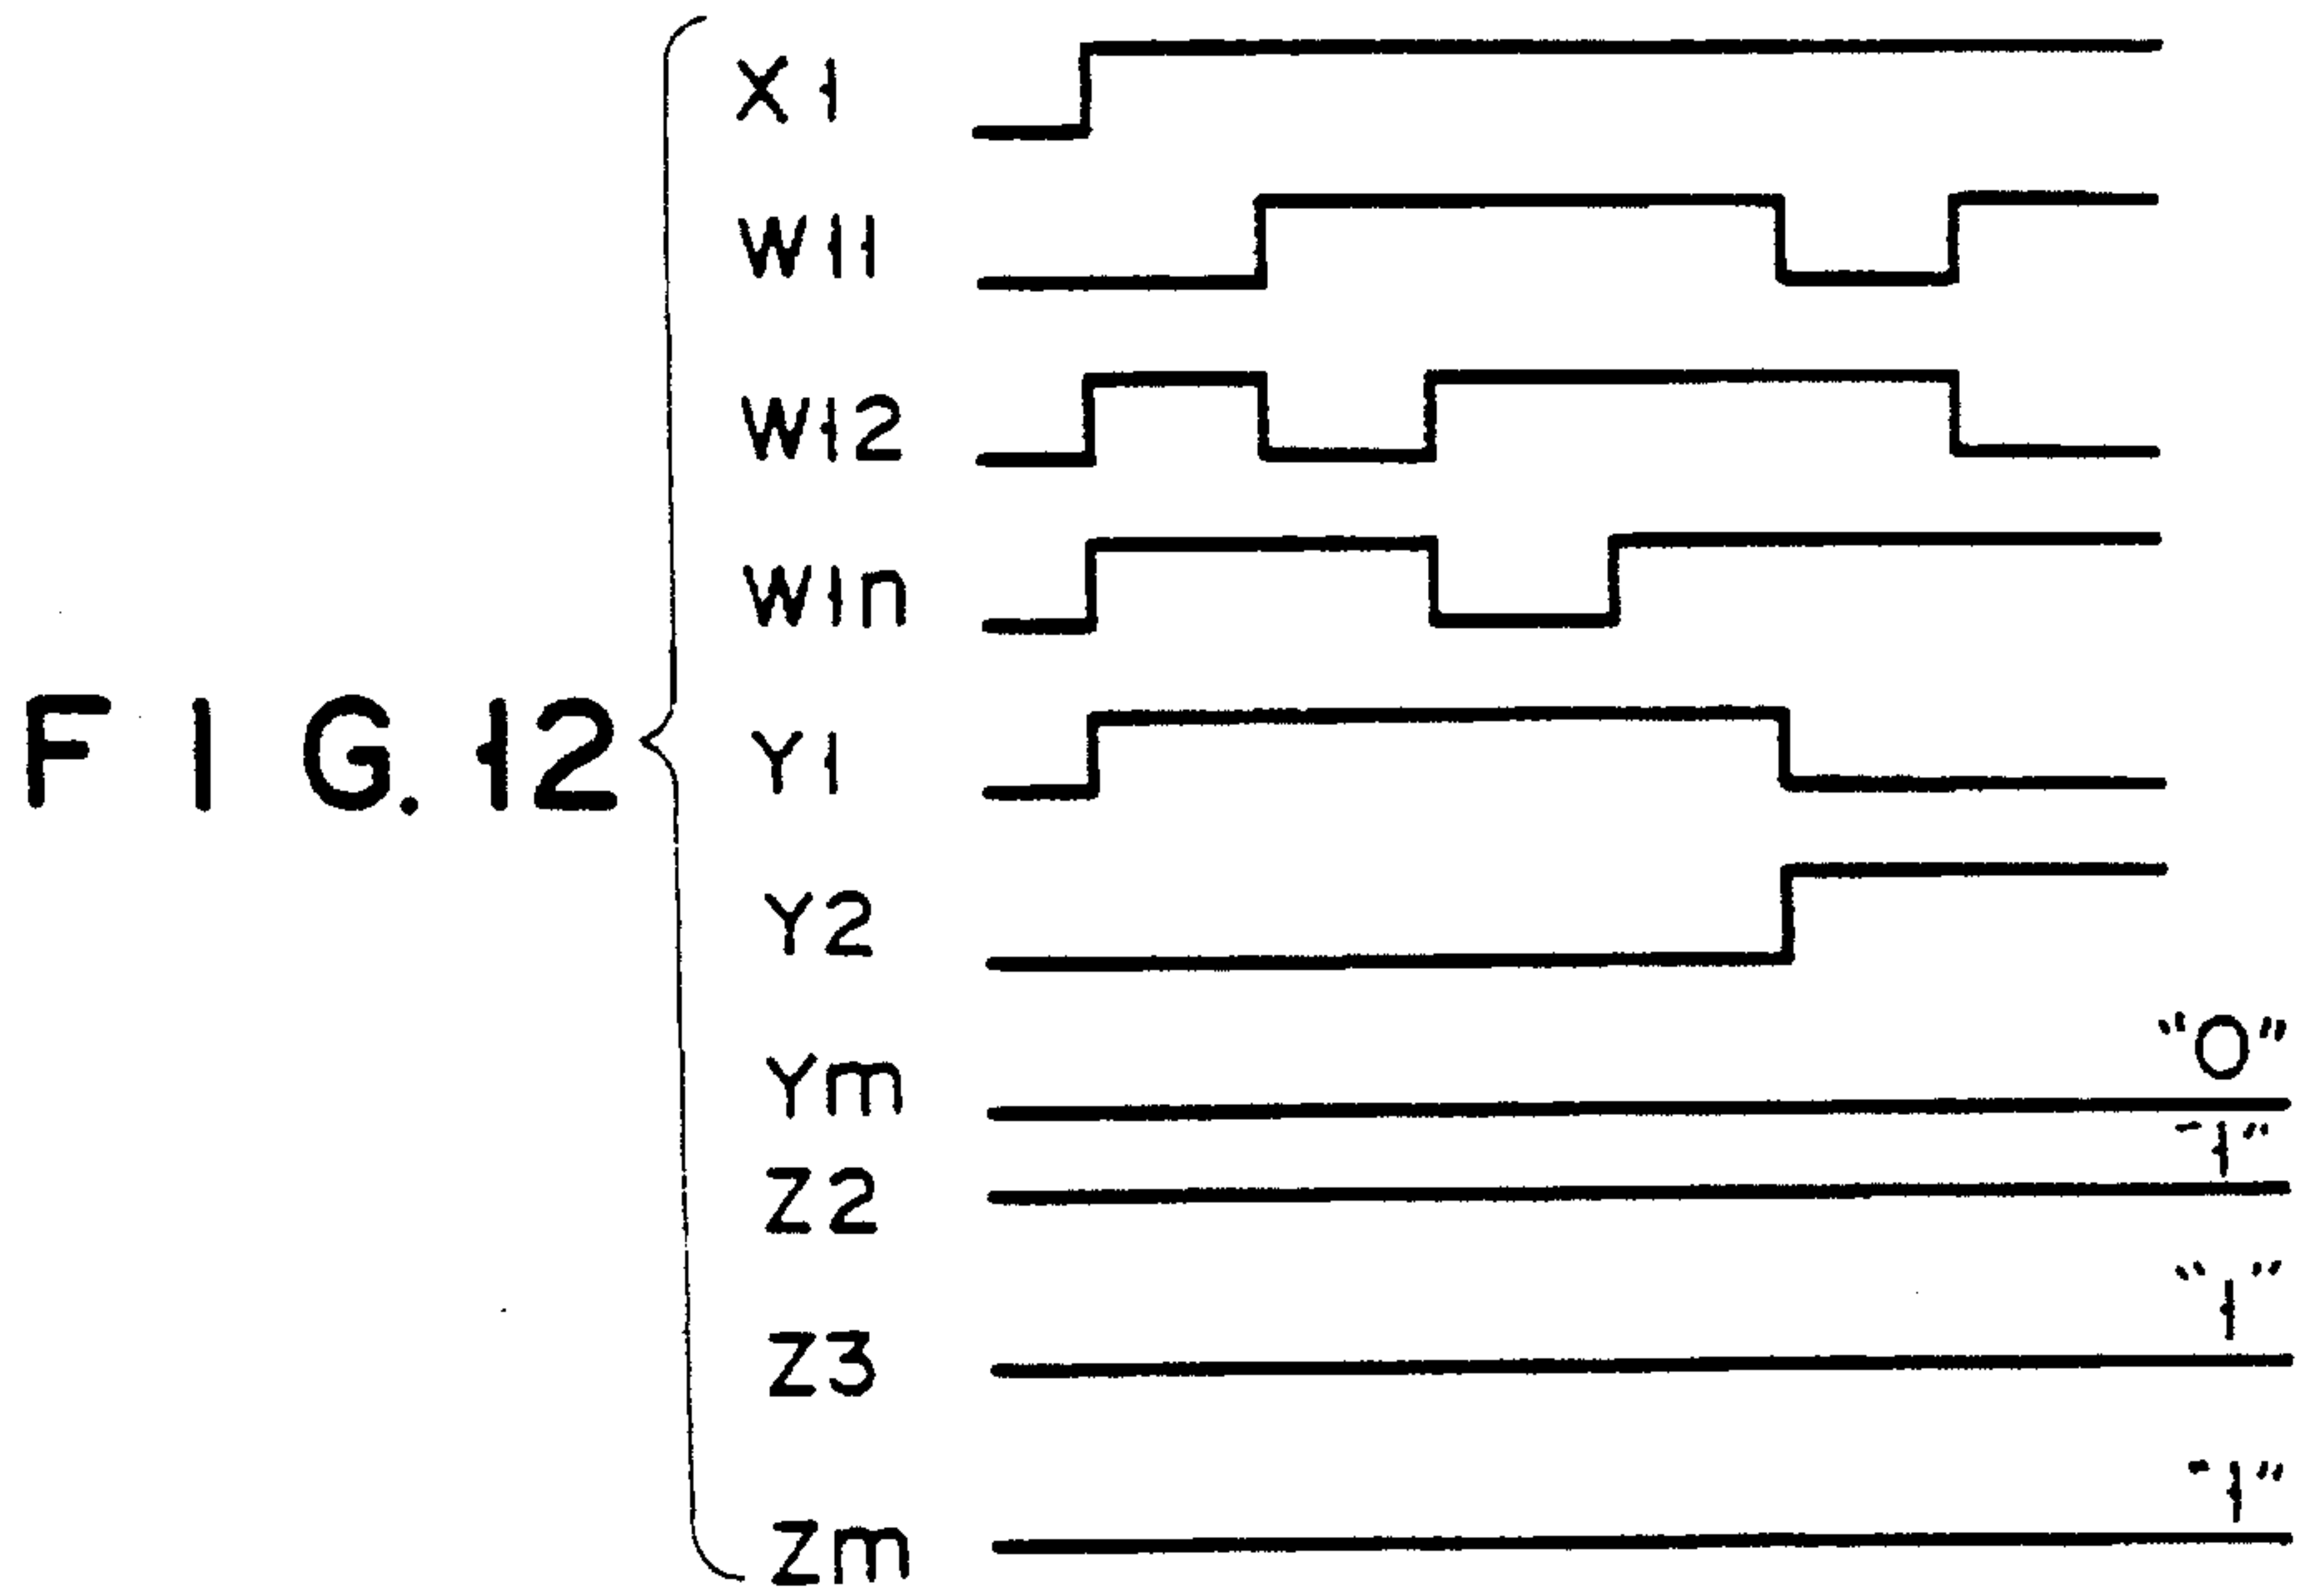 X1
W11
W12
W1n
FIG.12
Y1
Y2
Ym "0"
Z2 "1"
Z3 "1"
Zm "1"